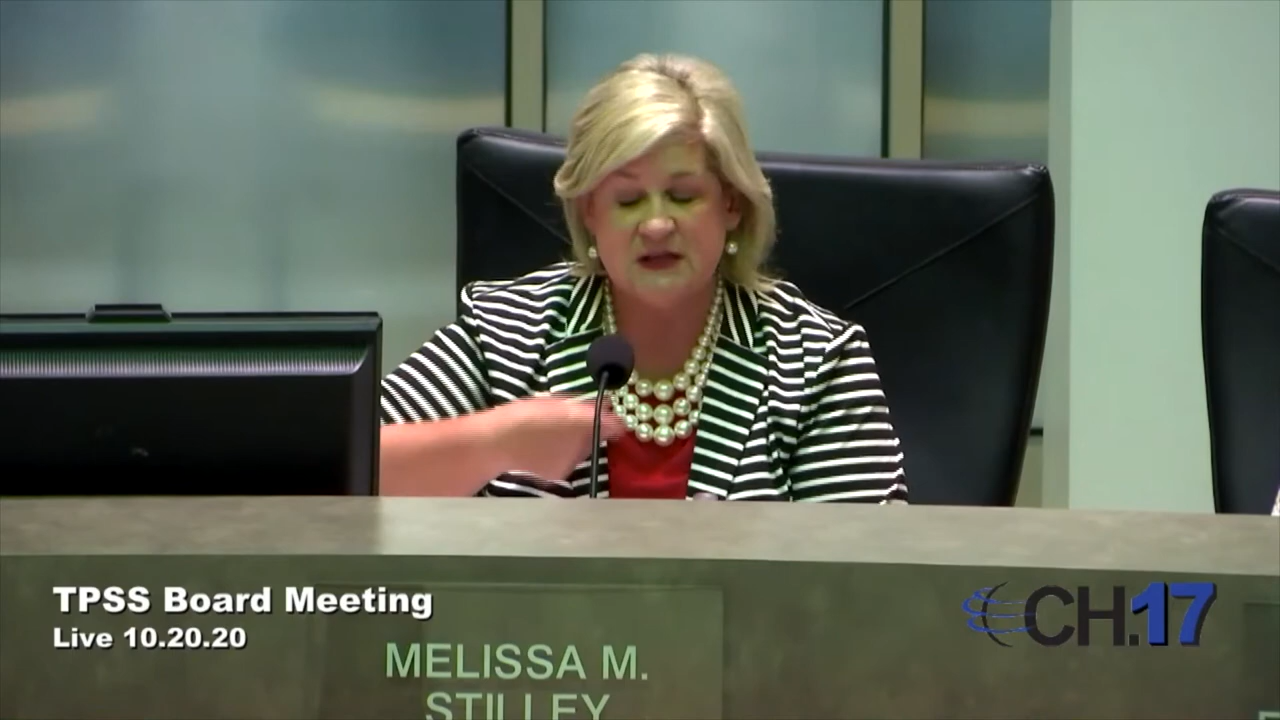 TPSS Board Meeting
Live 10.20.20
CH.17
MELISSA M.
STILLEY